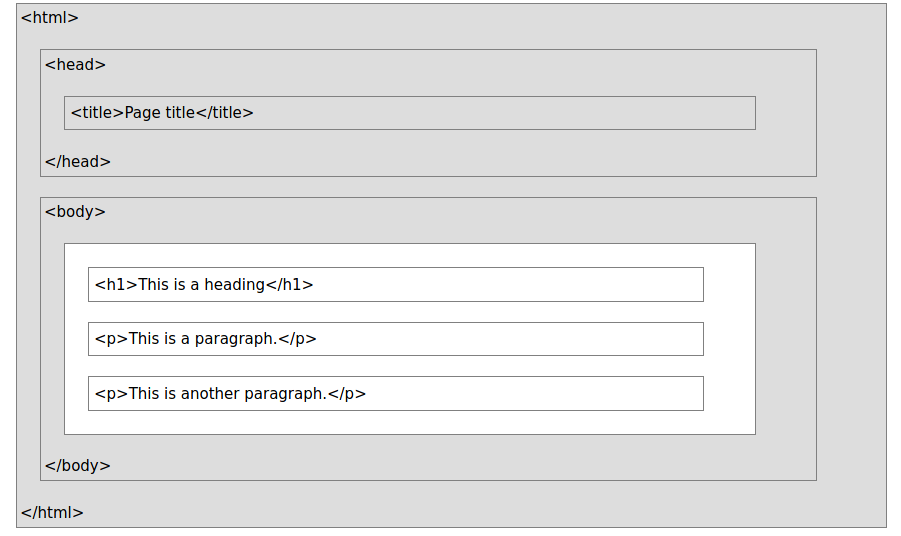 <html>
<head>
<title>Page title</title>
</head>
<body>
<h1>This is a heading</h1>
<p>This is a paragraph.</p>
<p>This is another paragraph.</p>
</body>
</html>